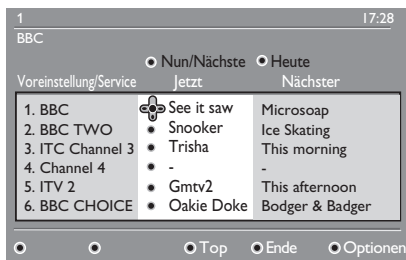 1 17:28
BBC
Nun/Nächste Heute
Voreinstellung/Service Jetzt Nächster
1. BBC See it saw Microsoap
2. BBC TWO Snooker Ice Skating
3. ITC Channel 3 Trisha This morning
4. Channel 4 - -
5. ITV 2 Gmtv2 This afternoon
6. BBC CHOICE Oakie Doke Bodger & Badger
Top Ende Optionen